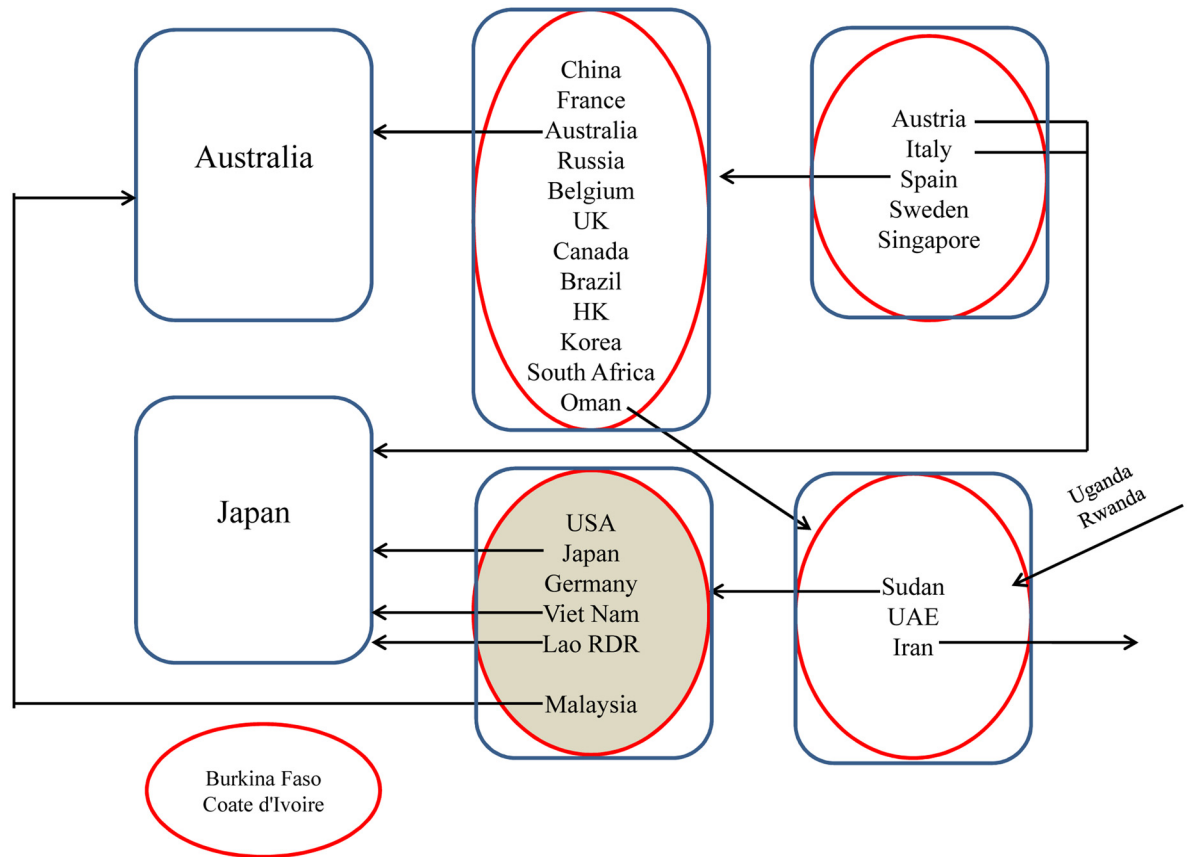 Australia
China
France
Australia
Russia
Belgium
UK
Canada
Brazil
HK
Korea
South Africa
Oman
Austria
Italy
Spain
Sweden
Singapore
Japan
USA
Japan
Germany
Viet Nam
Lao RDR
Malaysia
Sudan
UAE
Iran
Uganda
Rwanda
Burkina Faso
Coate d'Ivoire